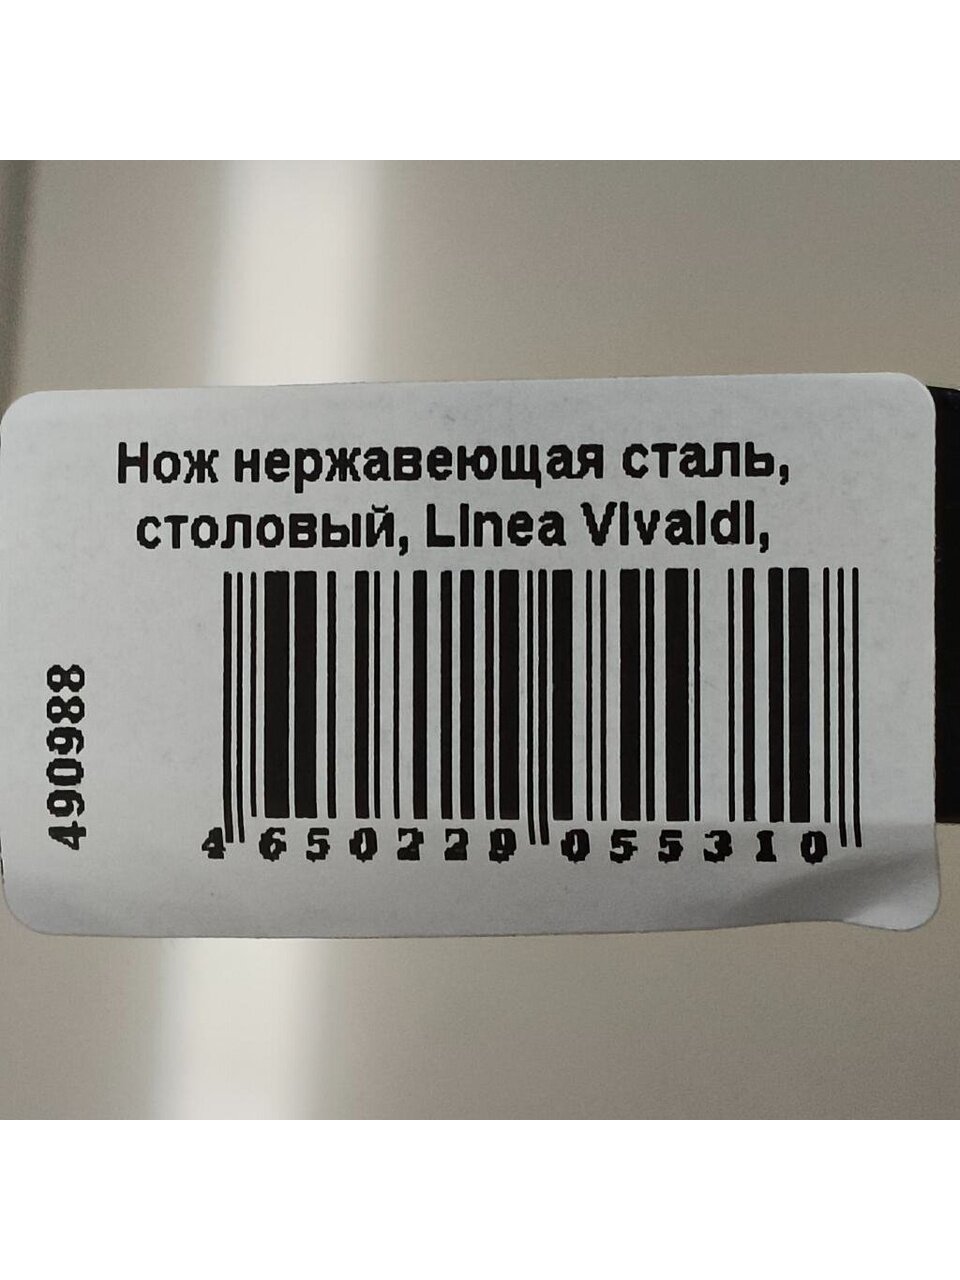 Нож нержавеющая сталь,
столовый, Linea Vivaldi,
490988
4 650229 055310